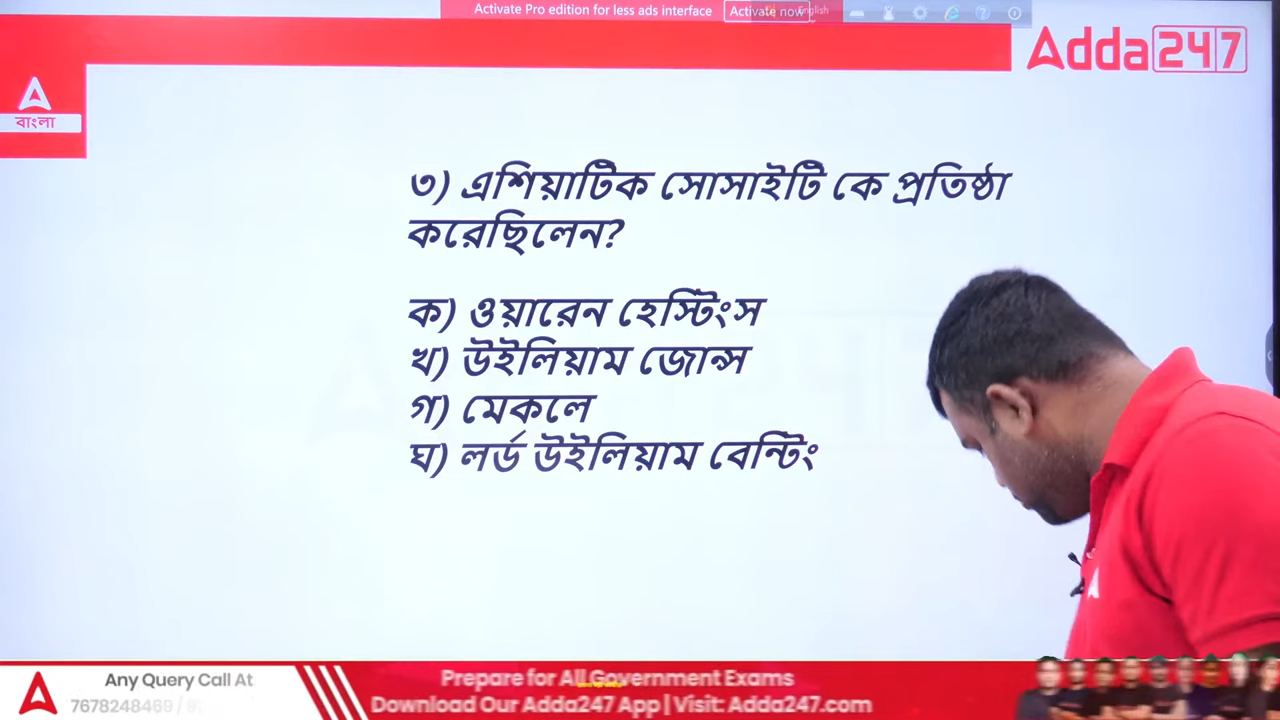 Activate Pro edition for less ads interface Activate now English
Adda247
বাংলা
৩) এশিয়াটিক সোসাইটি কে প্রতিষ্ঠা
করেছিলেন?
ক) ওয়ারেন হেস্টিংস
খ) উইলিয়াম জোন্স
গ) মেকলে
ঘ) লর্ড উইলিয়াম বেন্টিং
Any Query Call At
7678248469 /
Prepare for All Government Exams
Download Our Adda247 App | Visit: Adda247.com